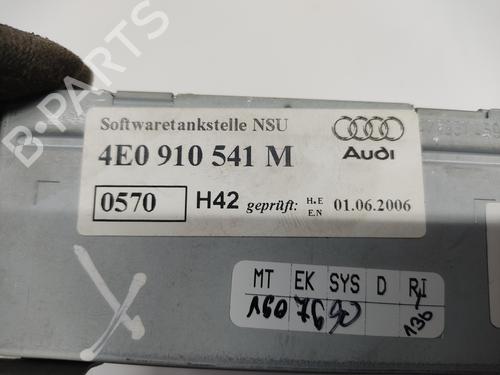 Softwaretankstelle NSU
4E0 910 541 M
Audi
0570 H42 geprüft: H.E E.N 01.06.2006
MT EK SYS D RI
160 76 90 136
B-PARTS